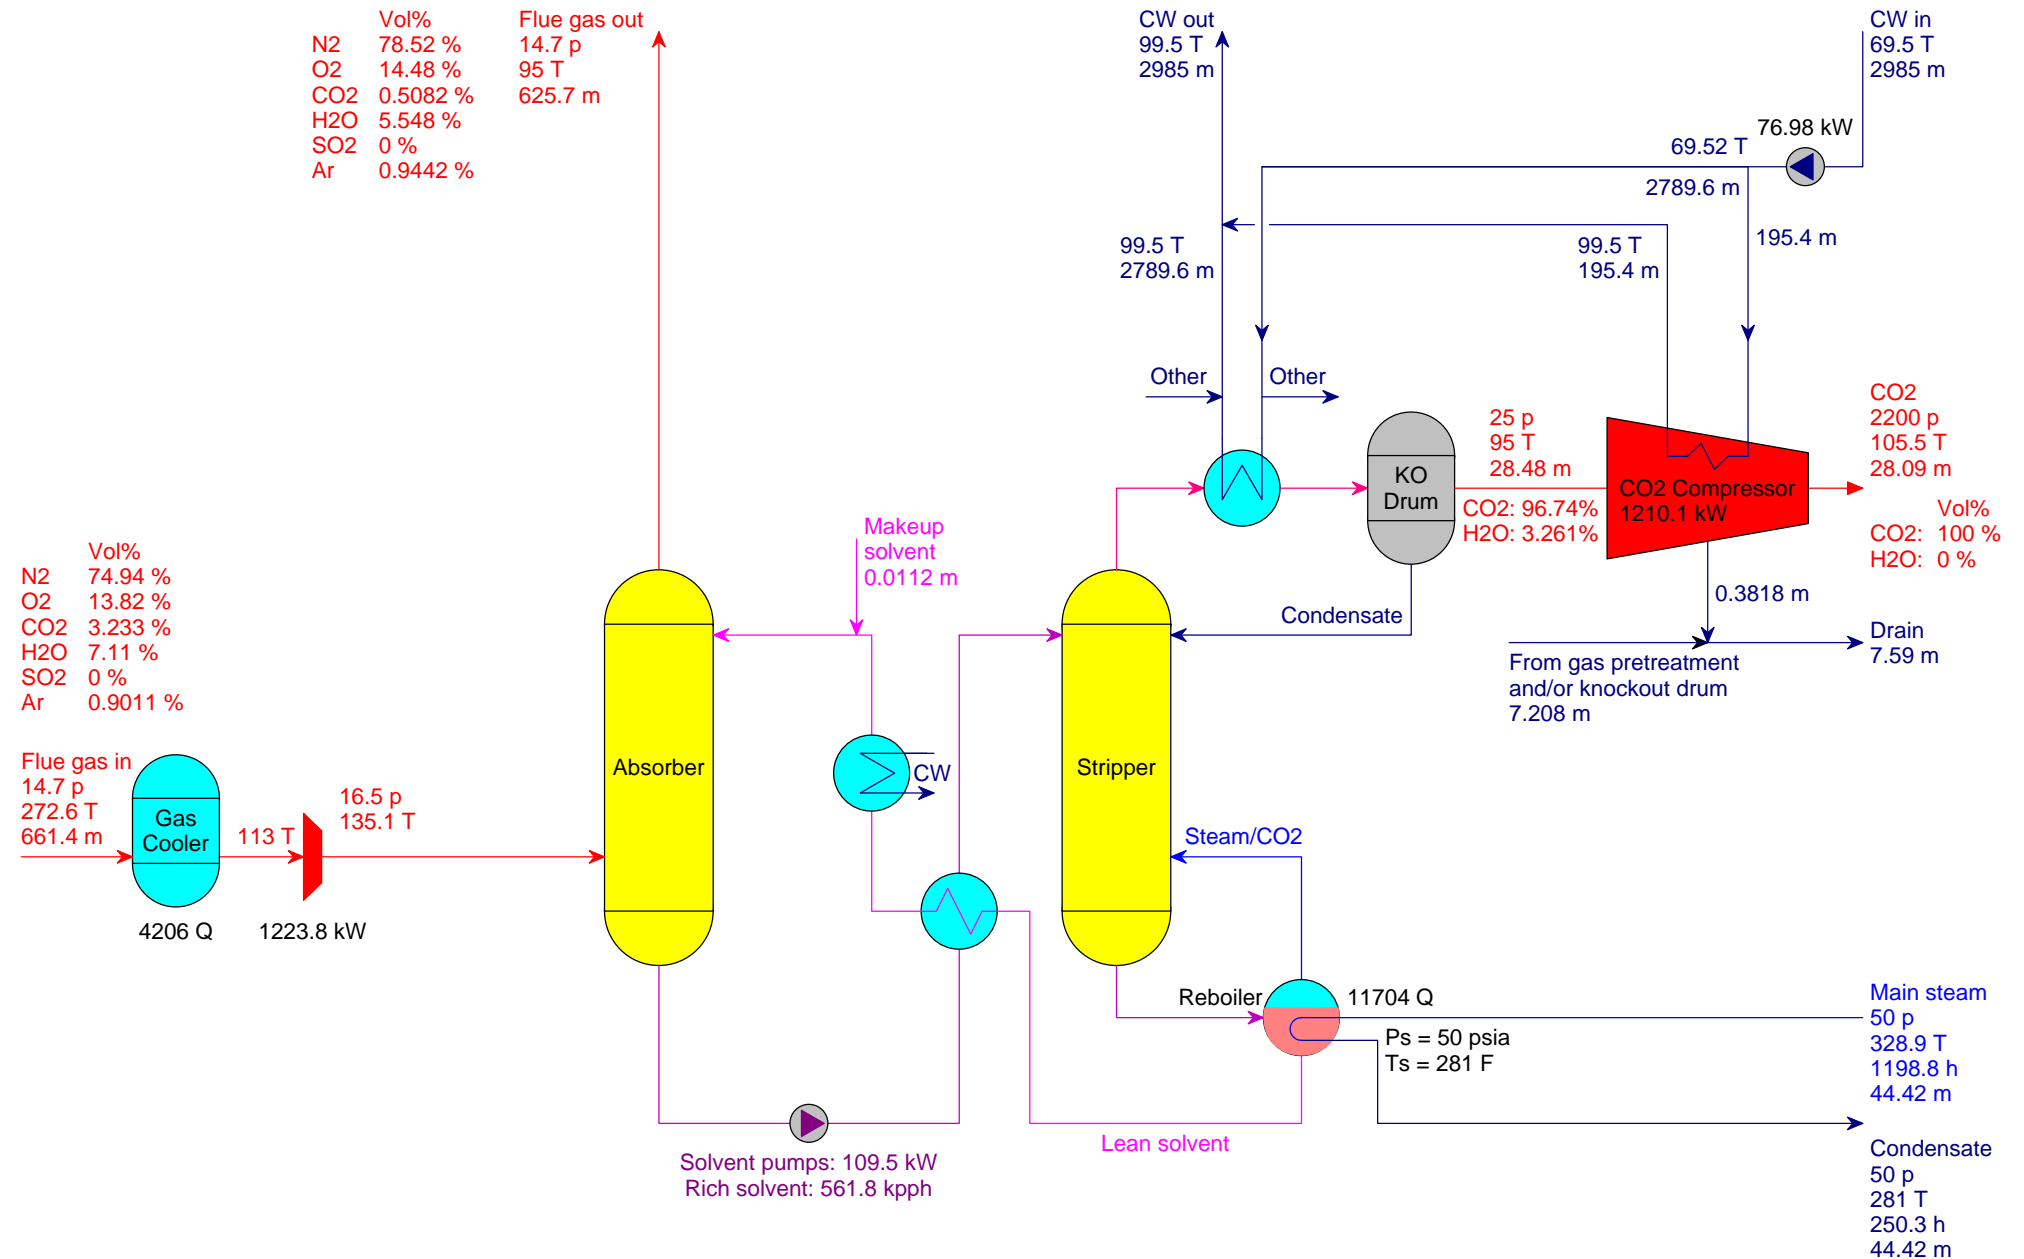 Vol%
N2 78.52 %
O2 14.48 %
CO2 0.5082 %
H2O 5.548 %
SO2 0 %
Ar 0.9442 %
Flue gas out
14.7 p
95 T
625.7 m
CW out
99.5 T
2985 m
CW in
69.5 T
2985 m
76.98 kW
69.52 T
2789.6 m
195.4 m
99.5 T
2789.6 m
99.5 T
195.4 m
Other
Other
KO
Drum
25 p
95 T
28.48 m
CO2: 96.74%
H2O: 3.261%
CO2 Compressor
1210.1 kW
CO2
2200 p
105.5 T
28.09 m
Vol%
CO2: 100 %
H2O: 0 %
0.3818 m
Drain
7.59 m
From gas pretreatment
and/or knockout drum
7.208 m
Condensate
Makeup
solvent
0.0112 m
Vol%
N2 74.94 %
O2 13.82 %
CO2 3.233 %
H2O 7.11 %
SO2 0 %
Ar 0.9011 %
Flue gas in
14.7 p
272.6 T
661.4 m
Gas
Cooler
4206 Q
113 T
1223.8 kW
16.5 p
135.1 T
Absorber
CW
Stripper
Steam/CO2
Reboiler
11704 Q
Ps = 50 psia
Ts = 281 F
Main steam
50 p
328.9 T
1198.8 h
44.42 m
Lean solvent
Solvent pumps: 109.5 kW
Rich solvent: 561.8 kpph
Condensate
50 p
281 T
250.3 h
44.42 m